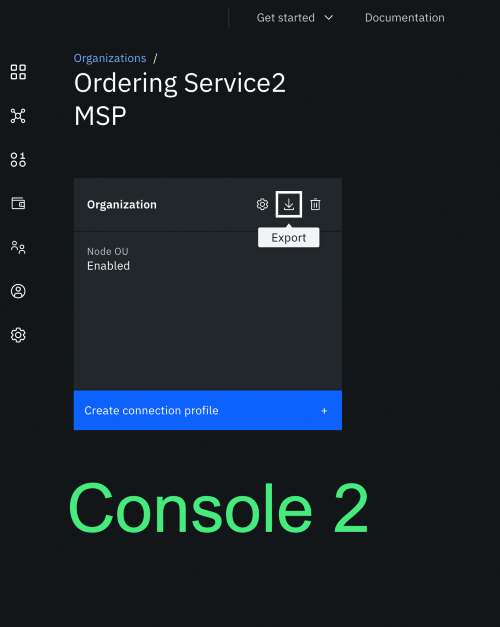 Get started Documentation
Organizations /
Ordering Service2
MSP
Organization
Export
Node OU
Enabled
Create connection profile +
Console 2